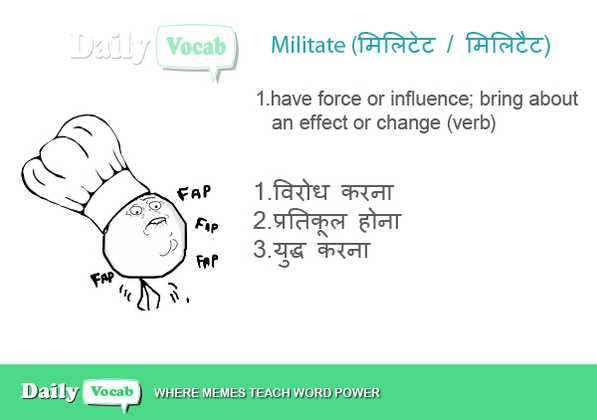 Daily Vocab
Militate (मिलिटेट / मिलिटैट)
1.have force or influence; bring about
an effect or change (verb)
FAP
FAP
FAP
FAP
1.विरोध करना
2.प्रतिकूल होना
3.युद्ध करना
Daily Vocab WHERE MEMES TEACH WORD POWER